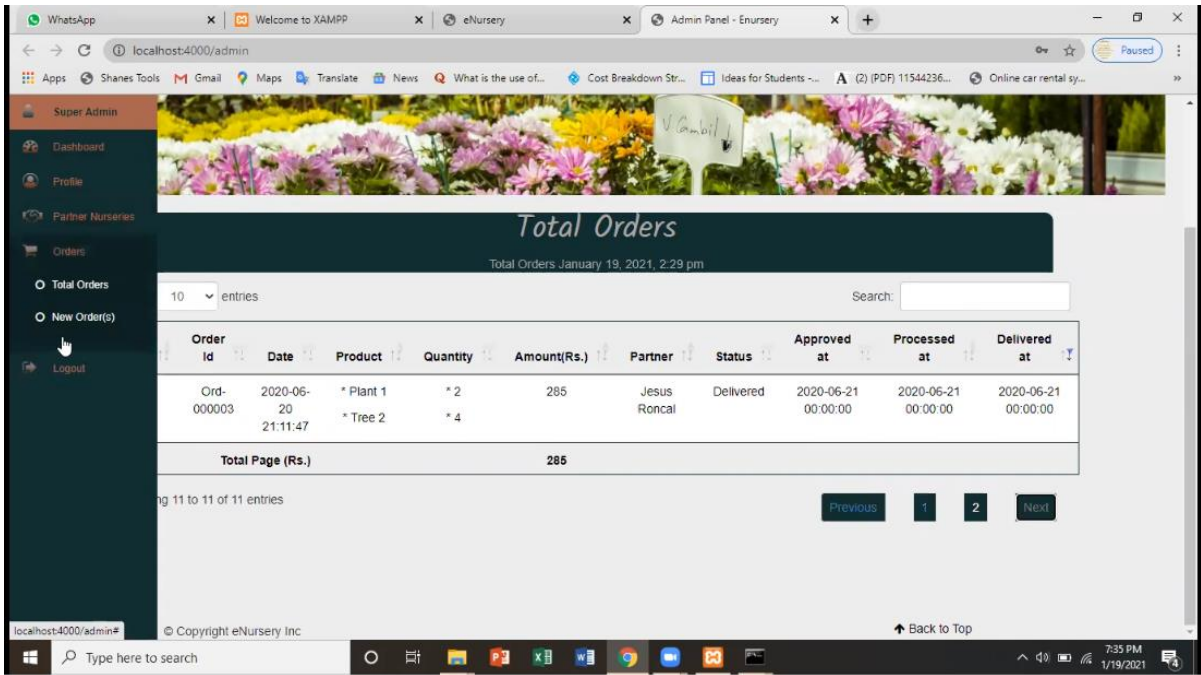 WhatsApp
Welcome to XAMPP
eNursery
Admin Panel - Enursery
localhost:4000/admin
Paused
Apps
Shanes Tools
Gmail
Maps
Translate
News
What is the use of...
Cost Breakdown Str...
Ideas for Students -...
(2) (PDF) 11544236...
Online car rental sy...
Super Admin
Dashboard
Profile
Partner Nurseries
Orders
Total Orders
New Order(s)
Logout
V Gambil
Total Orders
Total Orders January 19, 2021, 2:29 pm
10 entries
Search:
Order Id Date Product Quantity Amount(Rs.) Partner Status Approved at Processed at Delivered at
Ord-000003 2020-06-20 21:11:47 * Plant 1 * 2 285 Jesus Roncal Delivered 2020-06-21 00:00:00 2020-06-21 00:00:00 2020-06-21 00:00:00
* Tree 2 * 4
Total Page (Rs.) 285
ng 11 to 11 of 11 entries
Previous 1 2 Next
localhost:4000/admin#
© Copyright eNursery Inc
Back to Top
Type here to search
7:35 PM
1/19/2021
4